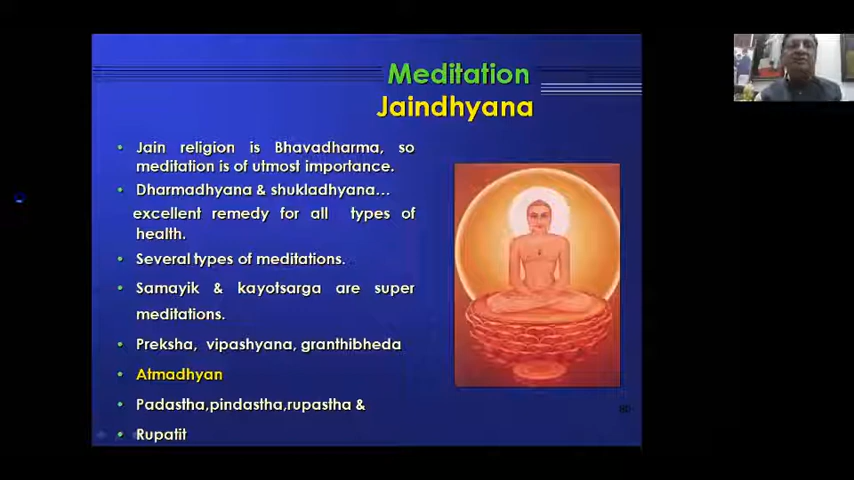 Meditation
Jaindhyana
Jain religion is Bhavadharma, so
meditation is of utmost importance.
Dharmadhyana & shukladhyana...
excellent remedy for all types of
health.
Several types of meditations.
Samayik & kayotsarga are super
meditations.
Preksha, vipashyana, granthibheda
Atmadhyan
Padastha,pindastha,rupastha &
Rupatit